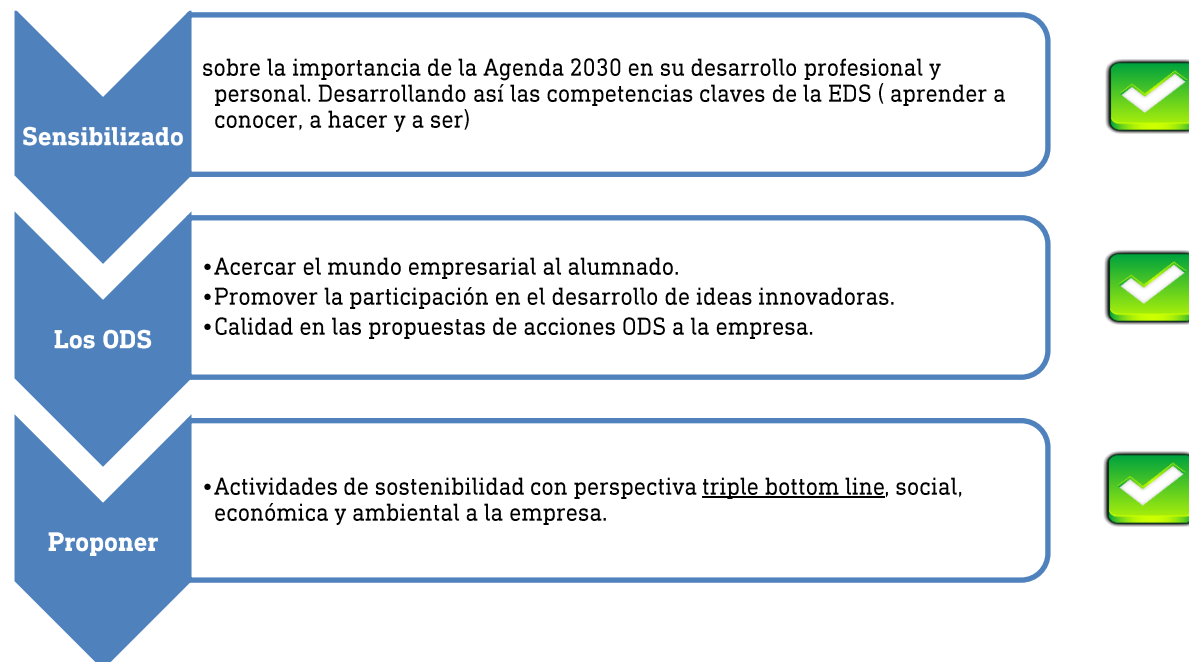 sobre la importancia de la Agenda 2030 en su desarrollo profesional y
personal. Desarrollando así las competencias claves de la EDS ( aprender a
conocer, a hacer y a ser)
Sensibilizado
•Acercar el mundo empresarial al alumnado.
•Promover la participación en el desarrollo de ideas innovadoras.
•Calidad en las propuestas de acciones ODS a la empresa.
Los ODS
•Actividades de sostenibilidad con perspectiva triple bottom line, social,
económica y ambiental a la empresa.
Proponer